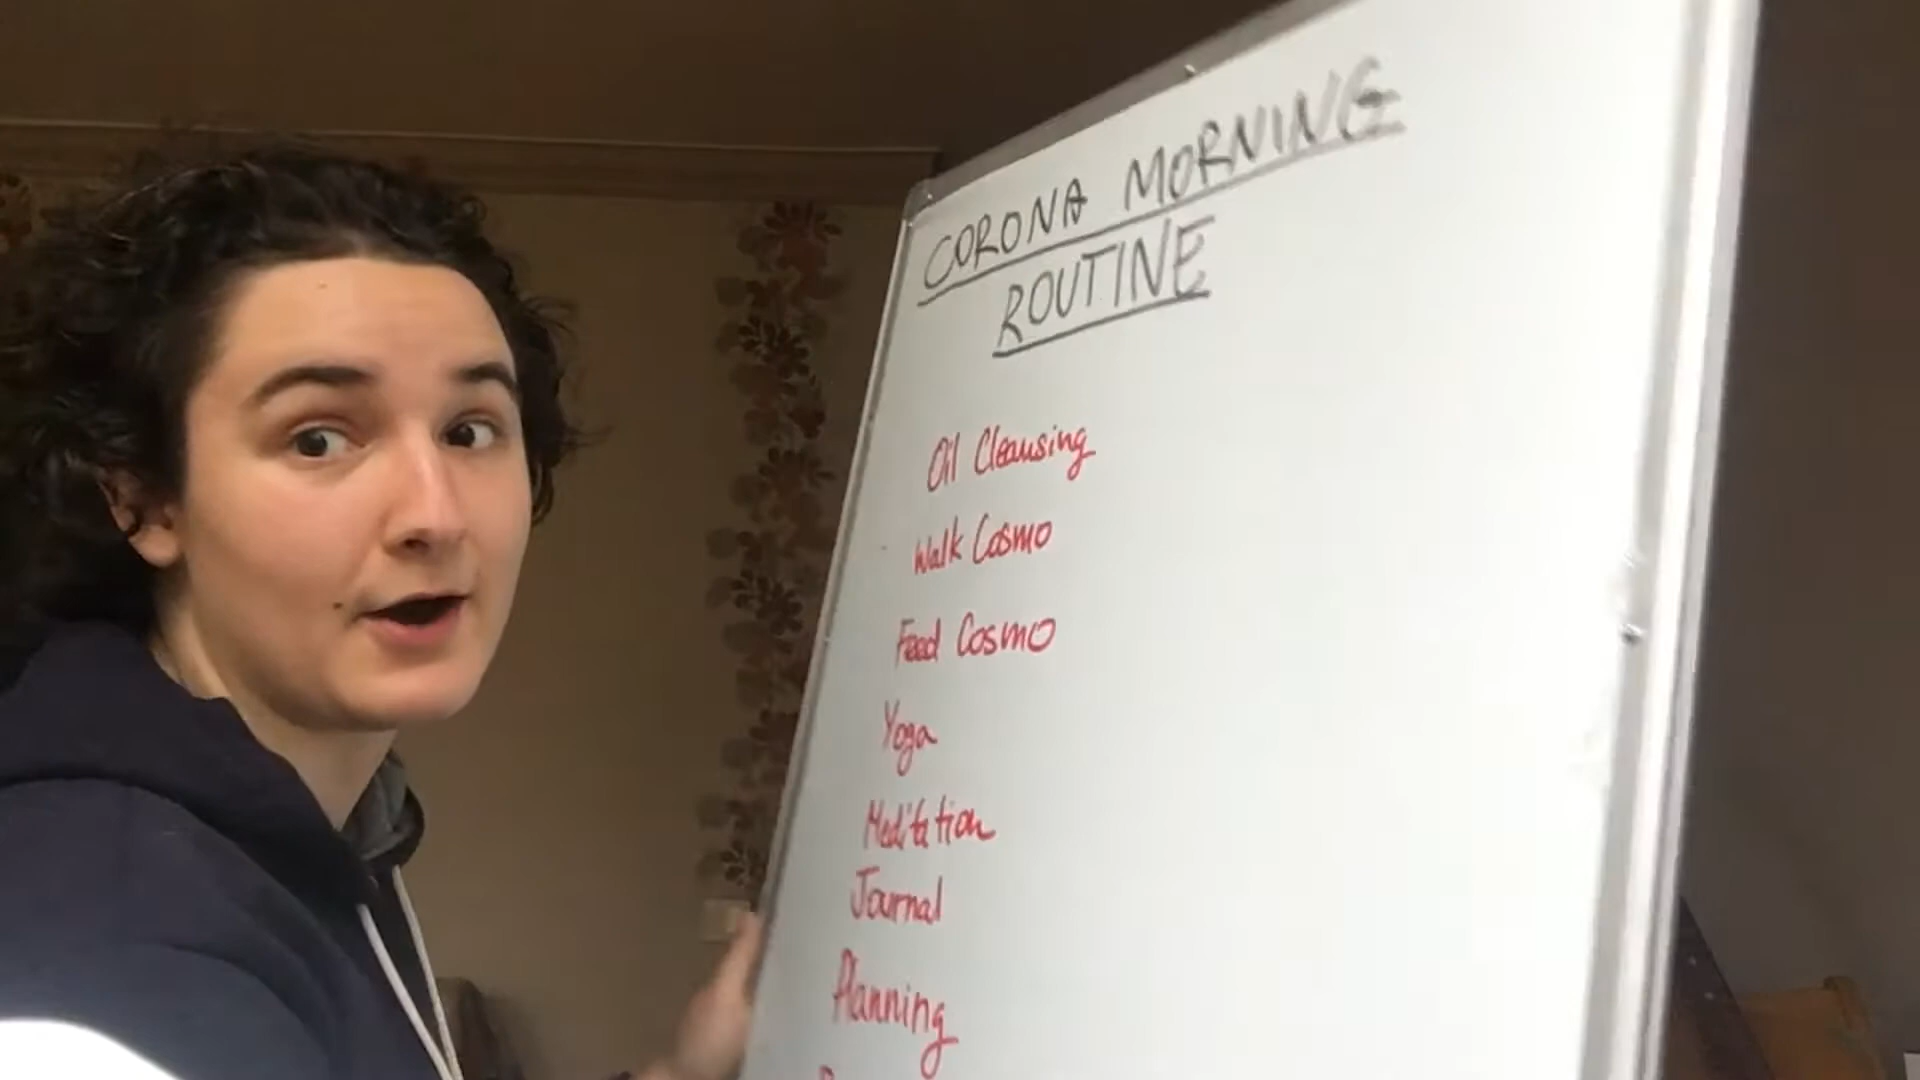 CORONA MORNING
ROUTINE
Oil Cleansing
Walk Cosmo
Feed Cosmo
Yoga
Meditation
Journal
Planning